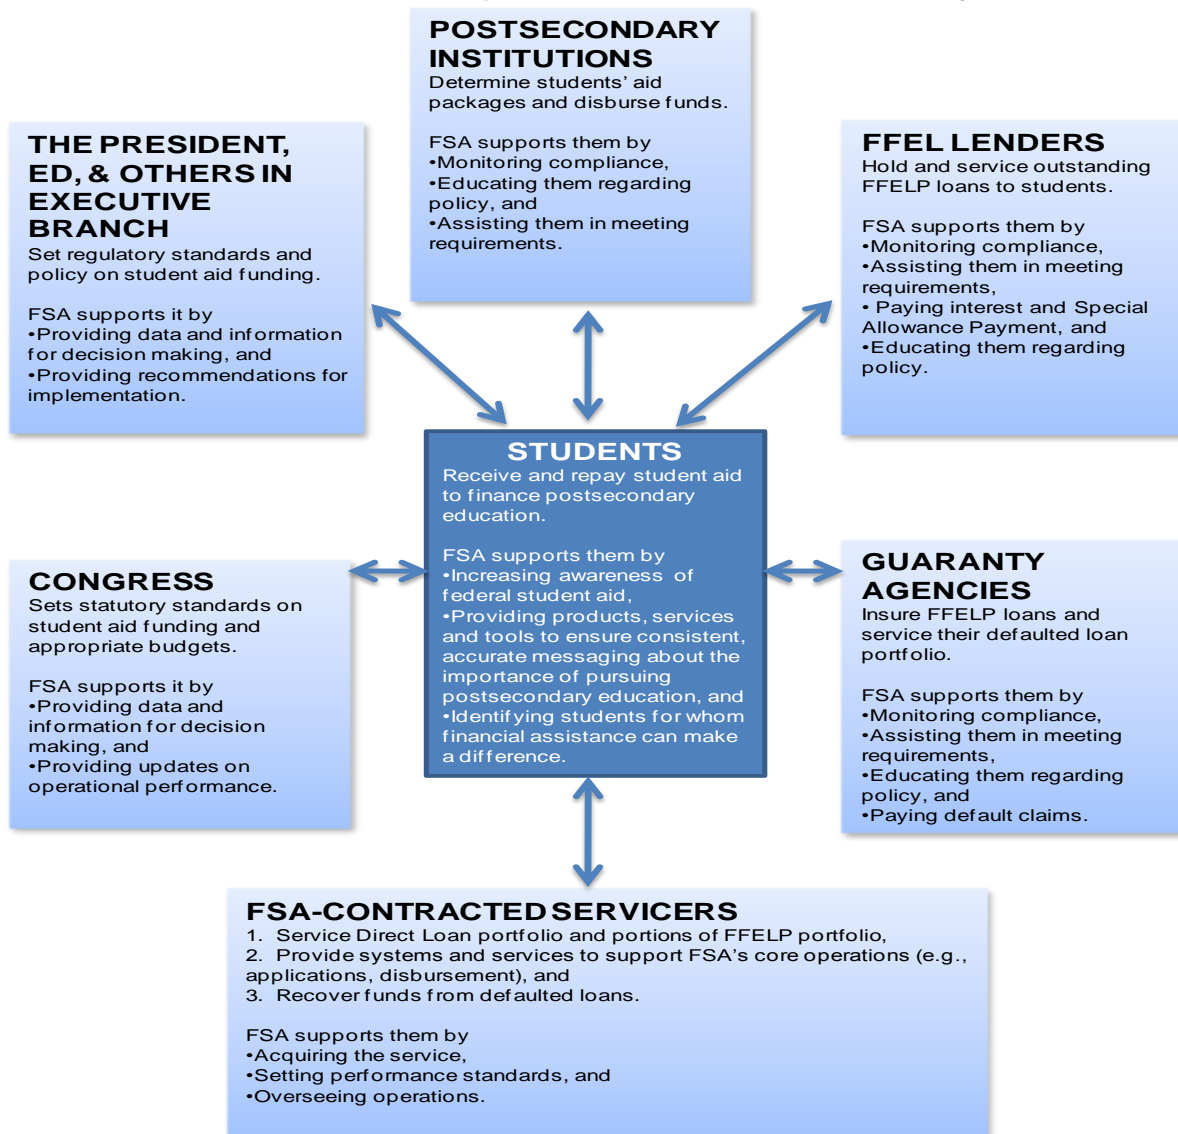 POSTSECONDARY
INSTITUTIONS
Determine students' aid
packages and disburse funds.
FSA supports them by
•Monitoring compliance,
•Educating them regarding
policy, and
•Assisting them in meeting
requirements.
THE PRESIDENT,
ED, & OTHERS IN
EXECUTIVE
BRANCH
Set regulatory standards and
policy on student aid funding.
FSA supports it by
•Providing data and information
for decision making, and
•Providing recommendations for
implementation.
FFEL LENDERS
Hold and service outstanding
FFELP loans to students.
FSA supports them by
•Monitoring compliance,
•Assisting them in meeting
requirements,
• Paying interest and Special
Allowance Payment, and
•Educating them regarding
policy.
STUDENTS
Receive and repay student aid
to finance postsecondary
education.
FSA supports them by
•Increasing awareness of
federal student aid,
•Providing products, services
and tools to ensure consistent,
accurate messaging about the
importance of pursuing
postsecondary education, and
•Identifying students for whom
financial assistance can make
a difference.
CONGRESS
Sets statutory standards on
student aid funding and
appropriate budgets.
FSA supports it by
•Providing data and
information for decision
making, and
•Providing updates on
operational performance.
GUARANTY
AGENCIES
Insure FFELP loans and
service their defaulted loan
portfolio.
FSA supports them by
•Monitoring compliance,
•Assisting them in meeting
requirements,
•Educating them regarding
policy, and
•Paying default claims.
FSA-CONTRACTED SERVICERS
1. Service Direct Loan portfolio and portions of FFELP portfolio,
2. Provide systems and services to support FSA's core operations (e.g.,
applications, disbursement), and
3. Recover funds from defaulted loans.
FSA supports them by
•Acquiring the service,
•Setting performance standards, and
•Overseeing operations.